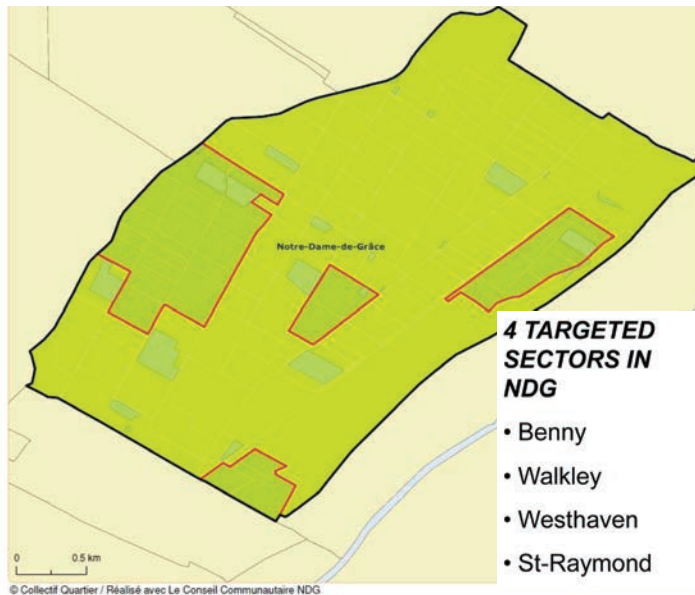 Notre-Dame-de-Grâce
4 TARGETED
SECTORS IN
NDG
• Benny
• Walkley
• Westhaven
• St-Raymond
0 0.5 km
© Collectif Quartier / Réalisé avec Le Conseil Communautaire NDG